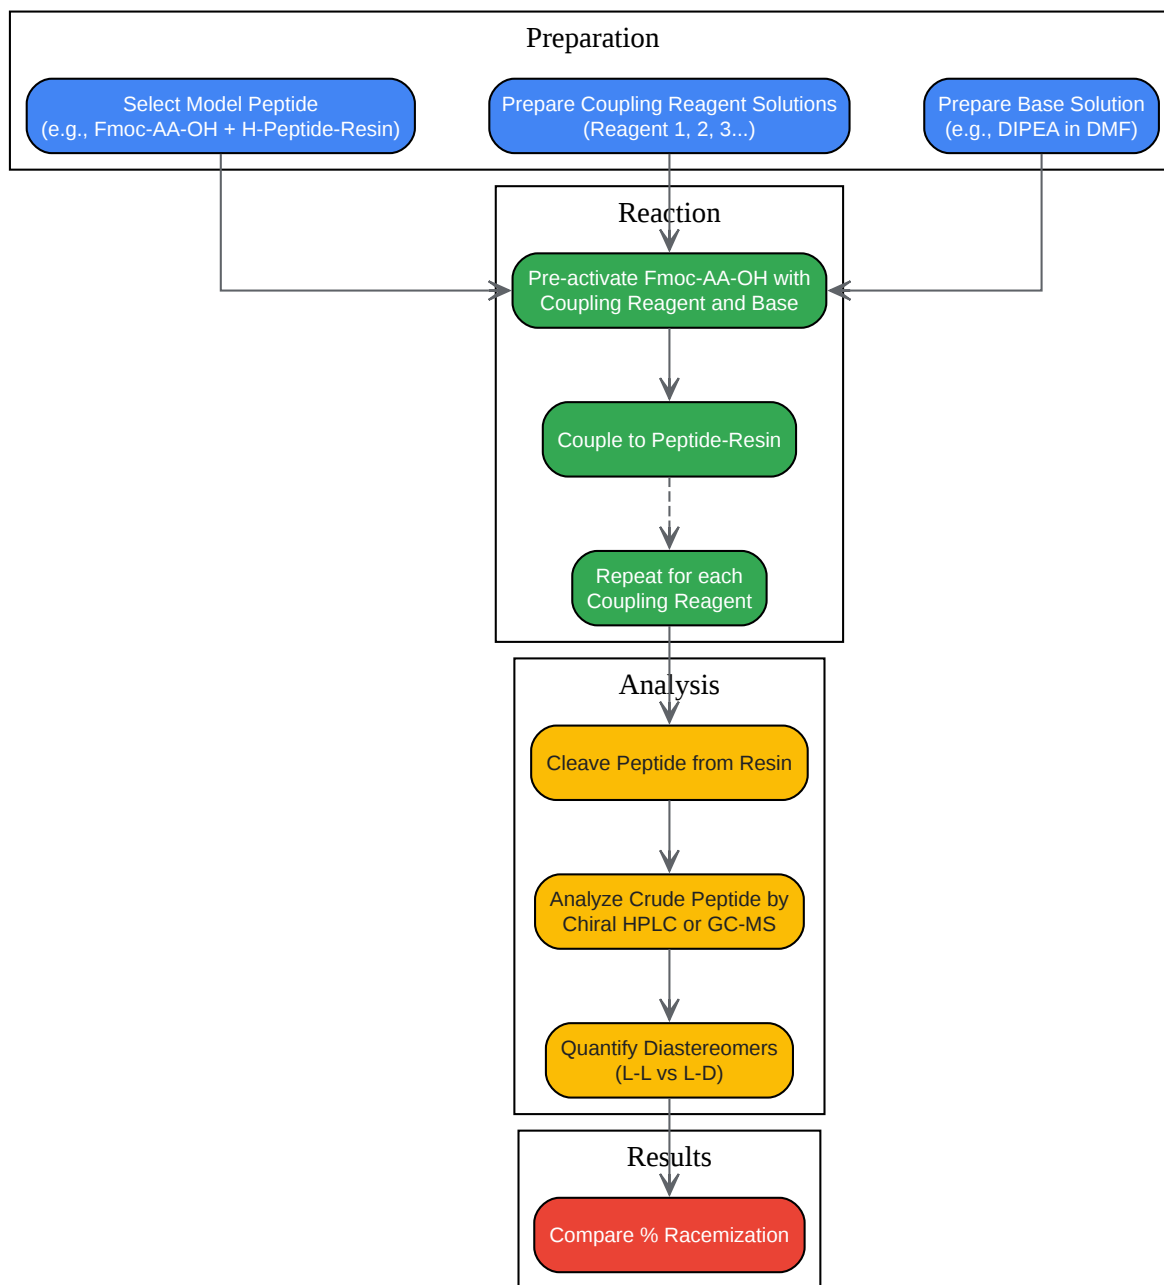 Preparation
Select Model Peptide
(e.g., Fmoc-AA-OH + H-Peptide-Resin)
Prepare Coupling Reagent Solutions
(Reagent 1, 2, 3...)
Prepare Base Solution
(e.g., DIPEA in DMF)
Reaction
Pre-activate Fmoc-AA-OH with
Coupling Reagent and Base
Couple to Peptide-Resin
Repeat for each
Coupling Reagent
Analysis
Cleave Peptide from Resin
Analyze Crude Peptide by
Chiral HPLC or GC-MS
Quantify Diastereomers
(L-L vs L-D)
Results
Compare % Racemization